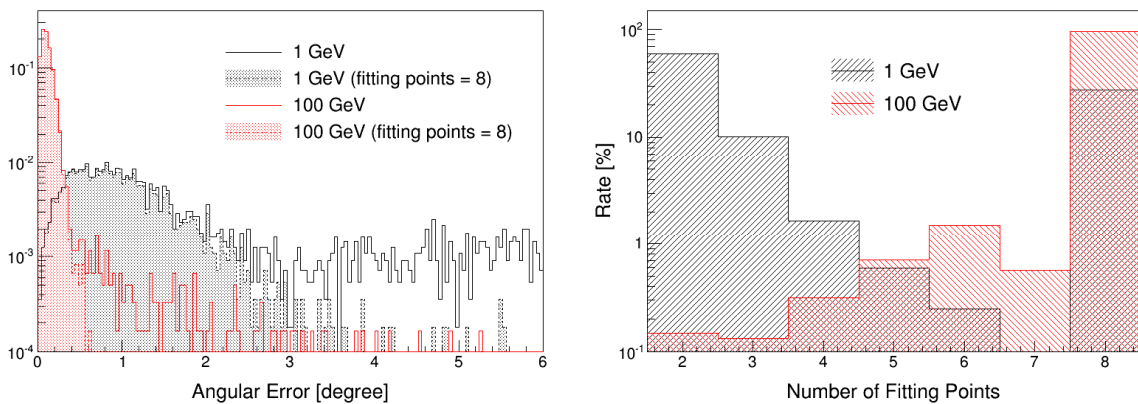 10^-1
10^-2
10^-3
10^-4
1 GeV
1 GeV (fitting points = 8)
100 GeV
100 GeV (fitting points = 8)
0 1 2 3 4 5 6
Angular Error [degree]
Rate [%]
10^2
10
1
10^-1
1 GeV
100 GeV
2 3 4 5 6 7 8
Number of Fitting Points